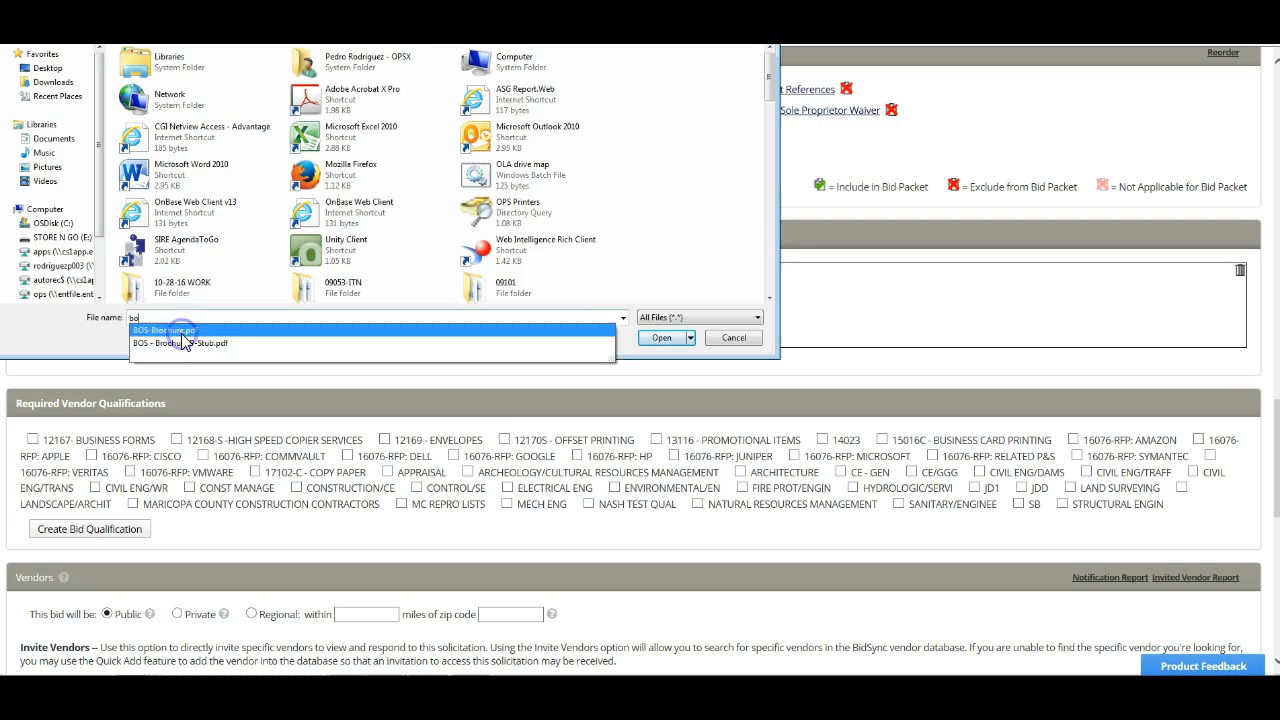 Favorites
Desktop
Downloads
Recent Places
Libraries
Documents
Music
Pictures
Videos
Computer
OSDisk (C:)
STORE N GO (E:)
apps (\\cs1app.e
rodriguezp003 (\\
autorecS (\\cs1ap
ops (\\entfile.ent
Libraries
System Folder
Pedro Rodriguez - OPSX
System Folder
Computer
System Folder
Network
System Folder
Adobe Acrobat X Pro
Shortcut
1.98 KB
ASG Report.Web
Internet Shortcut
117 bytes
CGI Netview Access - Advantage
Internet Shortcut
185 bytes
Microsoft Excel 2010
Shortcut
2.88 KB
Microsoft Outlook 2010
Shortcut
2.95 KB
Microsoft Word 2010
Shortcut
2.95 KB
Mozilla Firefox
Shortcut
1.12 KB
OLA drive map
Windows Batch File
125 bytes
OnBase Web Client v13
Internet Shortcut
131 bytes
OnBase Web Client
Internet Shortcut
131 bytes
OPS Printers
Directory Query
1.08 KB
SIRE AgendaToGo
Shortcut
2.02 KB
Unity Client
Shortcut
1.05 KB
Web Intelligence Rich Client
Shortcut
1.42 KB
10-28-16 WORK
File folder
09053-ITN
File folder
09101
File folder
File name: bo
All Files (*.*)
BOS-Brochure.pdf
BOS - Stub.pdf
Open Cancel
Reorder
t References
Sole Proprietor Waiver
= Include in Bid Packet = Exclude from Bid Packet = Not Applicable for Bid Packet
Required Vendor Qualifications
12167- BUSINESS FORMS 12168-S -HIGH SPEED COPIER SERVICES 12169 - ENVELOPES 12170S - OFFSET PRINTING 13116 - PROMOTIONAL ITEMS 14023 15016C - BUSINESS CARD PRINTING 16076-RFP: AMAZON 16076-
RFP: APPLE 16076-RFP: CISCO 16076-RFP: COMMVAULT 16076-RFP: DELL 16076-RFP: GOOGLE 16076-RFP: HP 16076-RFP: JUNIPER 16076-RFP: MICROSOFT 16076-RFP: RELATED P&S 16076-RFP: SYMANTEC
16076-RFP: VERITAS 16076-RFP: VMWARE 17102-C - COPY PAPER APPRAISAL ARCHEOLOGY/CULTURAL RESOURCES MANAGEMENT ARCHITECTURE CE - GEN CE/GGG CIVIL ENG/DAMS CIVIL ENG/TRAFF CIVIL
ENG/TRANS CIVIL ENG/WR CONST MANAGE CONSTRUCTION/CE CONTROL/SE ELECTRICAL ENG ENVIRONMENTAL/EN FIRE PROT/ENGIN HYDROLOGIC/SERVI JD1 JDD LAND SURVEYING
LANDSCAPE/ARCHIT MARICOPA COUNTY CONSTRUCTION CONTRACTORS MC REPRO LISTS MECH ENG NASH TEST QUAL NATURAL RESOURCES MANAGEMENT SANITARY/ENGINEE SB STRUCTURAL ENGIN
Create Bid Qualification
Vendors ?
Notification Report Invited Vendor Report
This bid will be: Public ? Private ? Regional: within miles of zip code ?
Invite Vendors -- Use this option to directly invite specific vendors to view and respond to this solicitation. Using the Invite Vendors option will allow you to search for specific vendors in the BidSync vendor database. If you are unable to find the specific vendor you're looking for,
you may use the Quick Add feature to add the vendor into the database so that an invitation to access this solicitation may be received.
Product Feedback